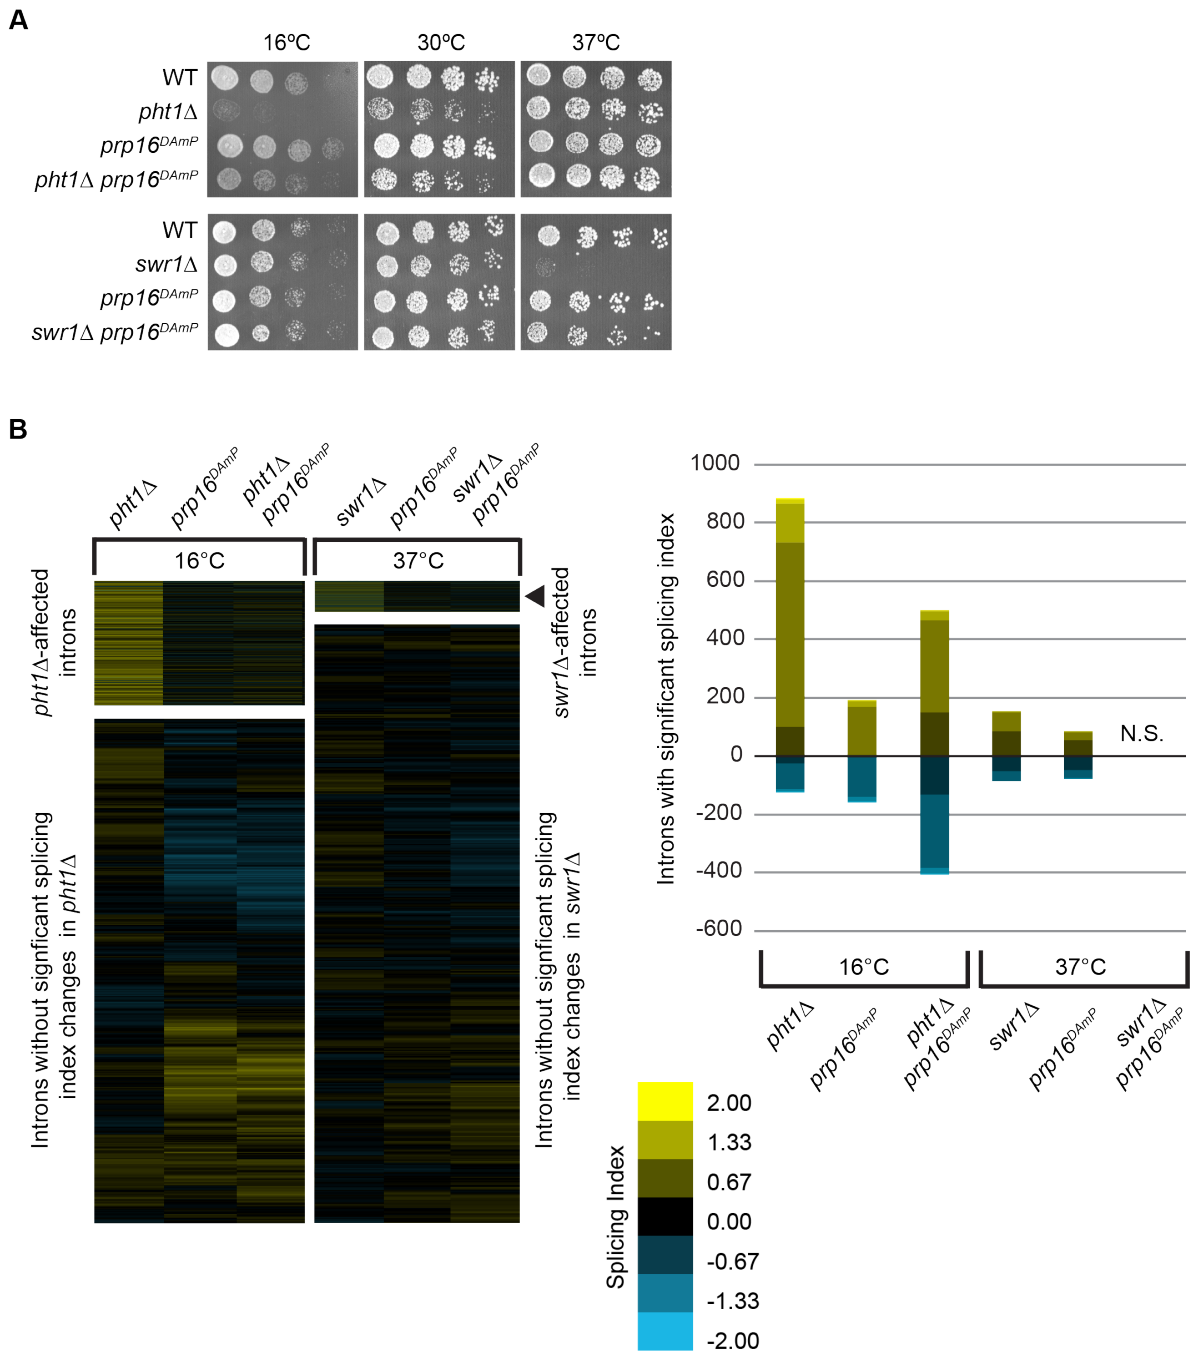 A
16ºC
30ºC
37ºC
WT
pht1Δ
prp16DAmP
pht1Δ prp16DAmP
WT
swr1Δ
prp16DAmP
swr1Δ prp16DAmP
B
pht1Δ
prp16DAmP
pht1Δ
prp16DAmP
swr1Δ
prp16DAmP
swr1Δ
prp16DAmP
16°C
37°C
pht1Δ-affected
introns
swr1Δ-affected
introns
Introns without signficant splicing
index changes in pht1Δ
Introns without signficant splicing
index changes in swr1Δ
Introns with significant splicing index
1000
800
600
400
200
0
-200
-400
-600
N.S.
16°C
37°C
pht1Δ
prp16DAmP
pht1Δ
prp16DAmP
swr1Δ
prp16DAmP
swr1Δ
prp16DAmP
Splicing Index
2.00
1.33
0.67
0.00
-0.67
-1.33
-2.00